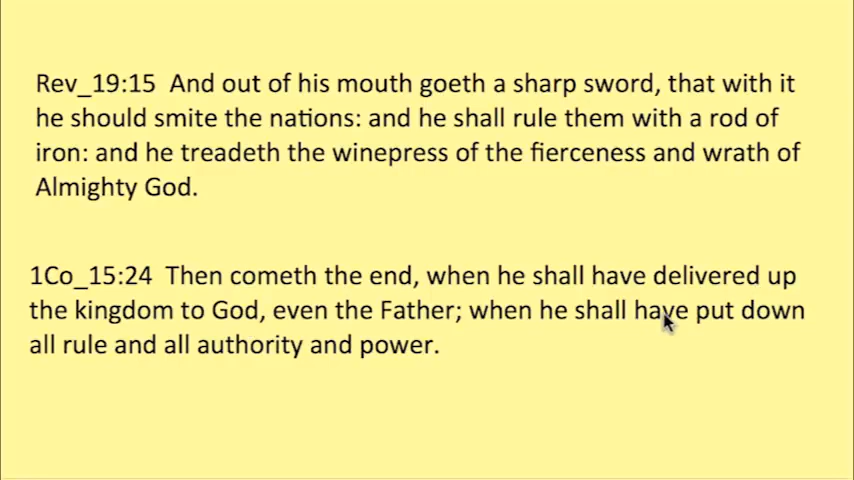 Rev_19:15  And out of his mouth goeth a sharp sword, that with it
he should smite the nations: and he shall rule them with a rod of
iron: and he treadeth the winepress of the fierceness and wrath of
Almighty God.
1Co_15:24  Then cometh the end, when he shall have delivered up
the kingdom to God, even the Father; when he shall have put down
all rule and all authority and power.